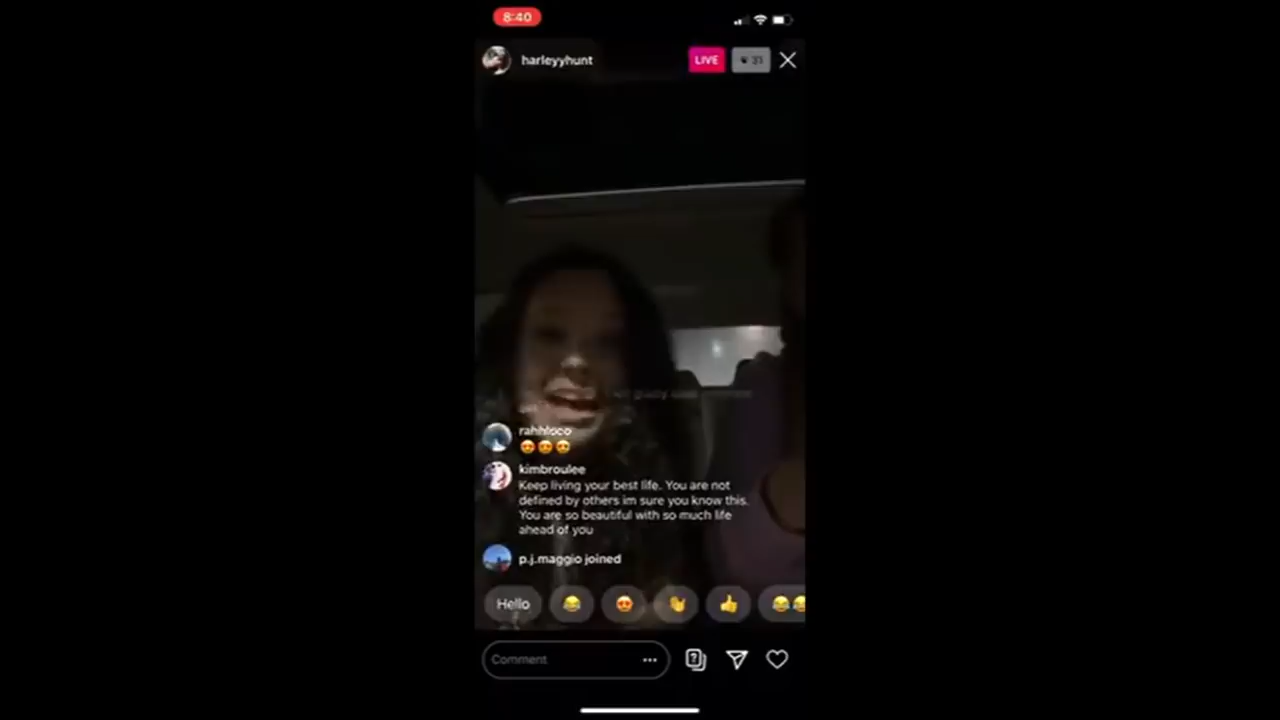 8:40
harleyyhunt
LIVE
rahhloco
😍😍😍
kimbroulee
Keep living your best life. You are not
defined by others im sure you know this.
You are so beautiful with so much life
ahead of you
p.j.maggio joined
Hello
Comment